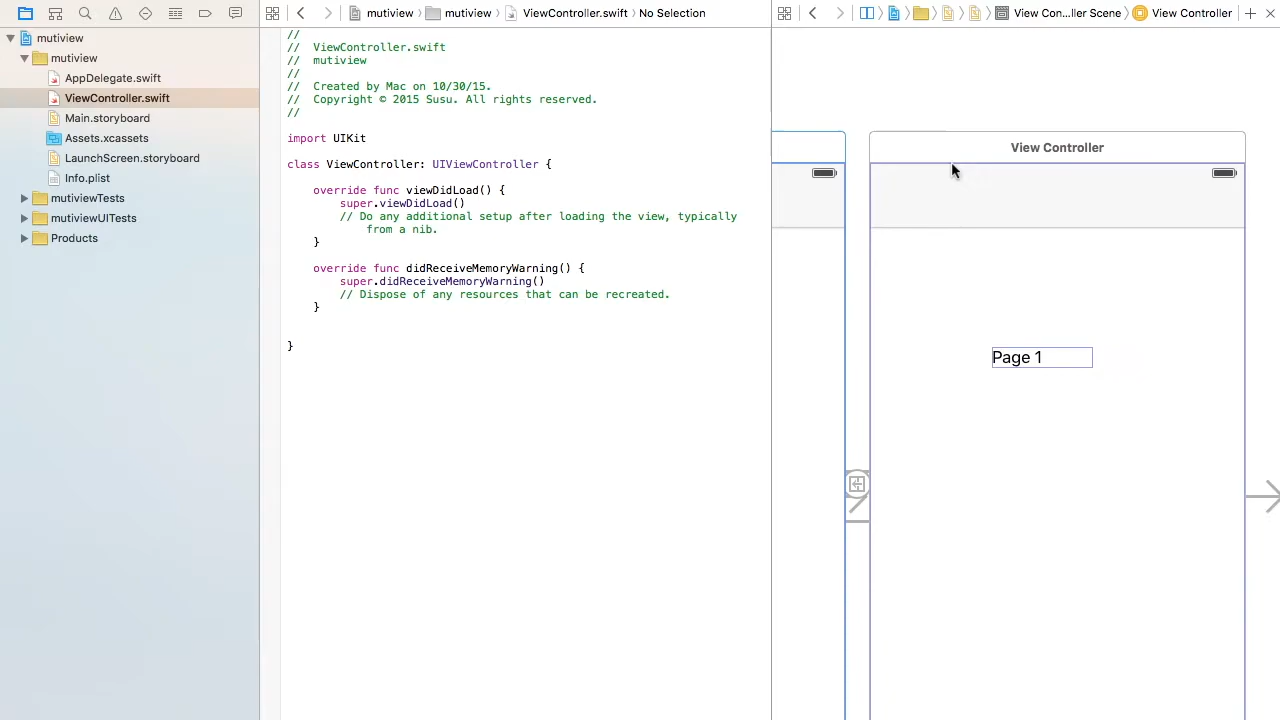 mutiview › mutiview › ViewController.swift › No Selection
View Con...ller Scene › View Controller
mutiview
mutiview
AppDelegate.swift
ViewController.swift
Main.storyboard
Assets.xcassets
LaunchScreen.storyboard
Info.plist
mutiviewTests
mutiviewUITests
Products
//
//  ViewController.swift
//  mutiview
//
//  Created by Mac on 10/30/15.
//  Copyright © 2015 Susu. All rights reserved.
//
import UIKit
class ViewController: UIViewController {
override func viewDidLoad() {
super.viewDidLoad()
// Do any additional setup after loading the view, typically
from a nib.
}
override func didReceiveMemoryWarning() {
super.didReceiveMemoryWarning()
// Dispose of any resources that can be recreated.
}
}
View Controller
Page 1